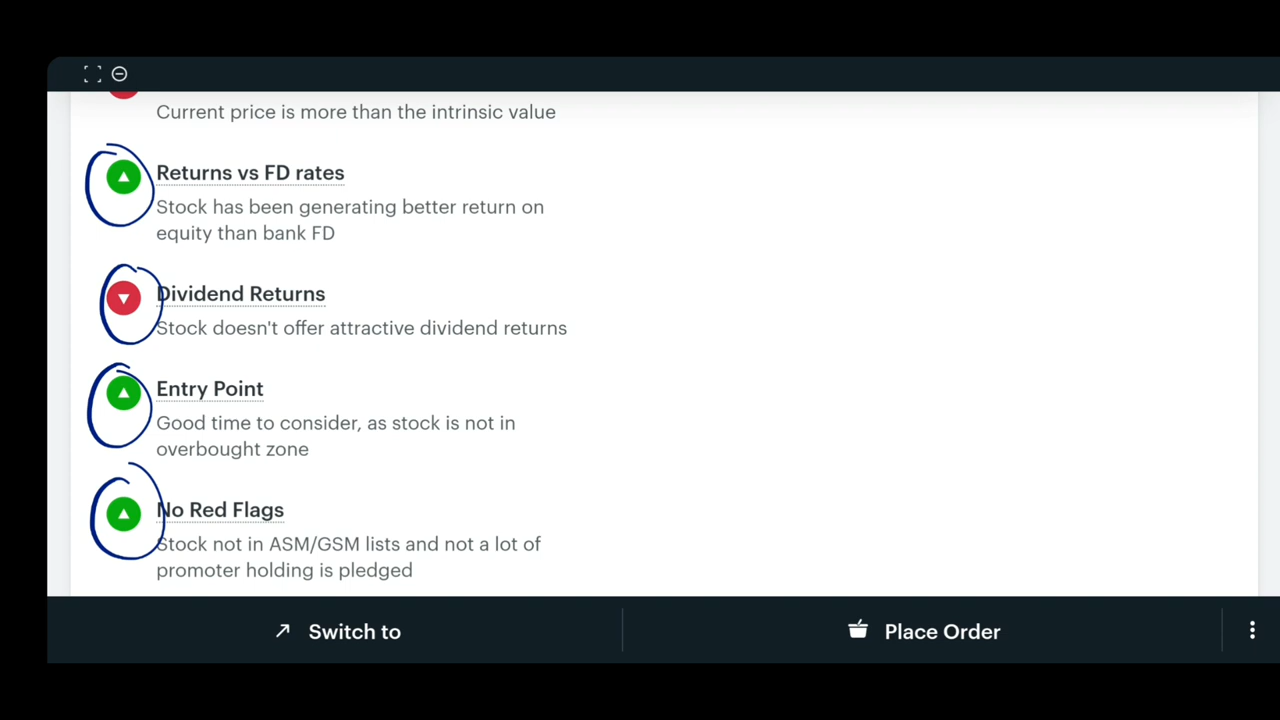 Current price is more than the intrinsic value
Returns vs FD rates
Stock has been generating better return on
equity than bank FD
Dividend Returns
Stock doesn't offer attractive dividend returns
Entry Point
Good time to consider, as stock is not in
overbought zone
No Red Flags
Stock not in ASM/GSM lists and not a lot of
promoter holding is pledged
Switch to
Place Order